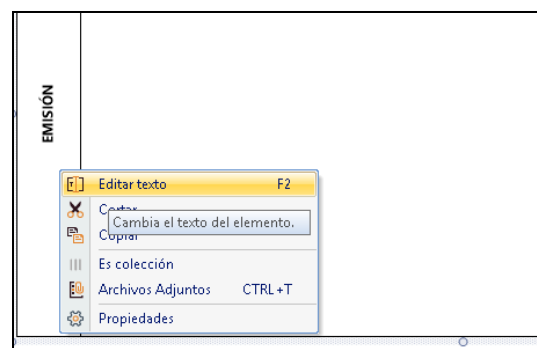 EMISIÓN
Editar texto F2
Cortar
Cambia el texto del elemento.
Copiar
Es colección
Archivos Adjuntos CTRL+T
Propiedades